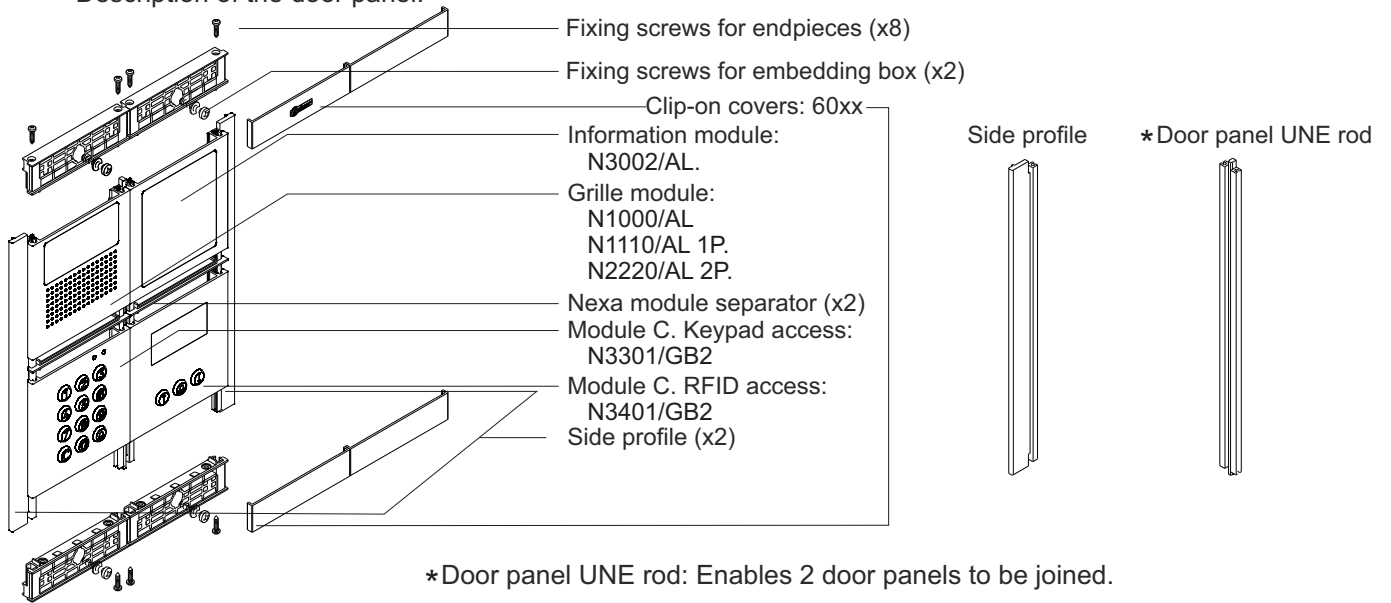 Description of the door panel.
Fixing screws for endpieces (x8)
Fixing screws for embedding box (x2)
Clip-on covers: 60xx
Information module:
N3002/AL.
Grille module:
N1000/AL
N1110/AL 1P.
N2220/AL 2P.
Nexa module separator (x2)
Module C. Keypad access:
N3301/GB2
Module C. RFID access:
N3401/GB2
Side profile (x2)
Side profile
*Door panel UNE rod
*Door panel UNE rod: Enables 2 door panels to be joined.